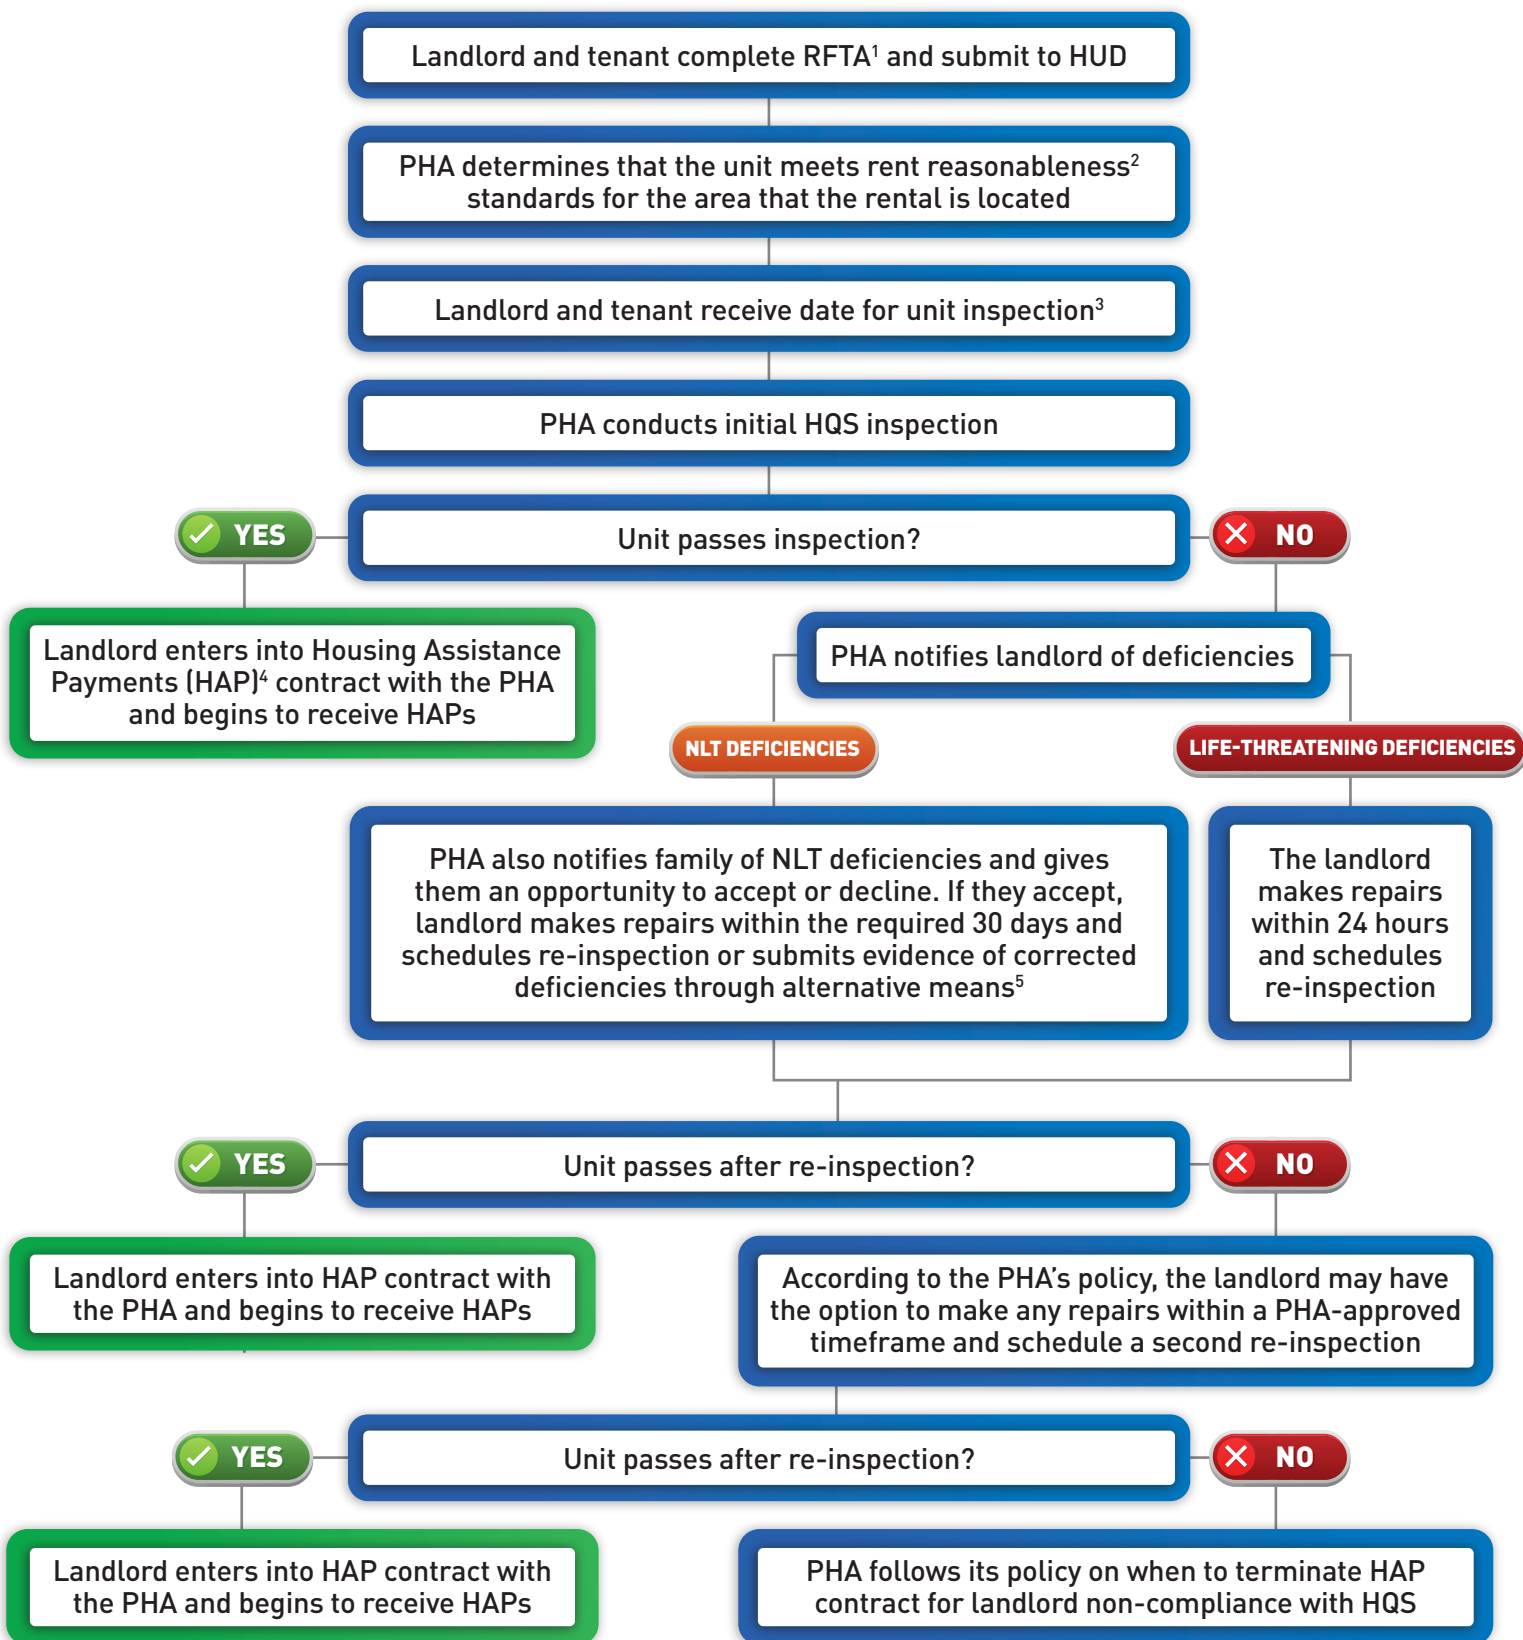 Landlord and tenant complete RFTA¹ and submit to HUD
PHA determines that the unit meets rent reasonableness²
standards for the area that the rental is located
Landlord and tenant receive date for unit inspection³
PHA conducts initial HQS inspection
YES
Unit passes inspection?
NO
Landlord enters into Housing Assistance
Payments (HAP)⁴ contract with the PHA
and begins to receive HAPs
PHA notifies landlord of deficiencies
NLT DEFICIENCIES
LIFE-THREATENING DEFICIENCIES
PHA also notifies family of NLT deficiencies and gives
them an opportunity to accept or decline. If they accept,
landlord makes repairs within the required 30 days and
schedules re-inspection or submits evidence of corrected
deficiencies through alternative means⁵
The landlord
makes repairs
within 24 hours
and schedules
re-inspection
YES
Unit passes after re-inspection?
NO
Landlord enters into HAP contract with
the PHA and begins to receive HAPs
According to the PHA’s policy, the landlord may have
the option to make any repairs within a PHA-approved
timeframe and schedule a second re-inspection
YES
Unit passes after re-inspection?
NO
Landlord enters into HAP contract with
the PHA and begins to receive HAPs
PHA follows its policy on when to terminate HAP
contract for landlord non-compliance with HQS